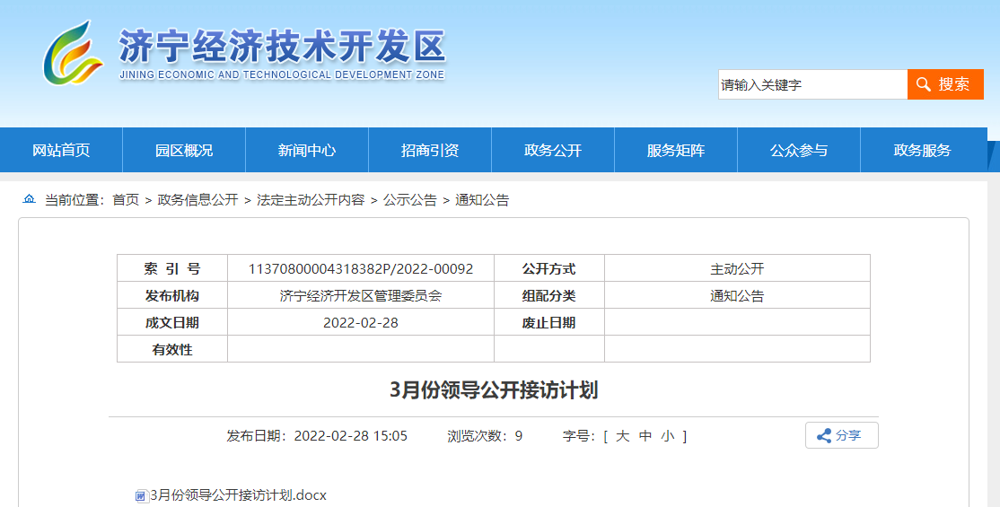 济宁经济技术开发区
JINING ECONOMIC AND TECHNOLOGICAL DEVELOPMENT ZONE
请输入关键字 搜索
网站首页 园区概况 新闻中心 招商引资 政务公开 服务矩阵 公众参与 政务服务
当前位置：首页 > 政务信息公开 > 法定主动公开内容 > 公示公告 > 通知公告
索 引 号 11370800004318382P/2022-00092 公开方式 主动公开
发布机构 济宁经济开发区管理委员会 组配分类 通知公告
成文日期 2022-02-28 废止日期
有效性
3月份领导公开接访计划
发布日期：2022-02-28 15:05 浏览次数：9 字号：[ 大 中 小 ] 分享
3月份领导公开接访计划.docx